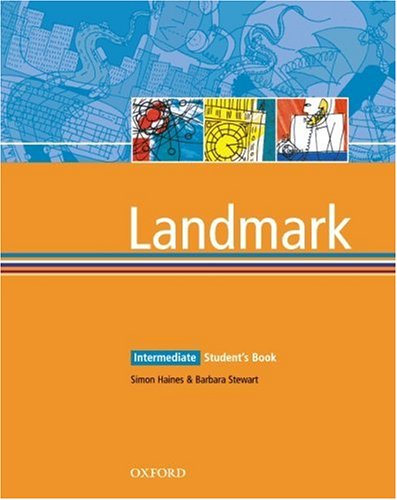 Landmark
Intermediate Student's Book
Simon Haines & Barbara Stewart
OXFORD